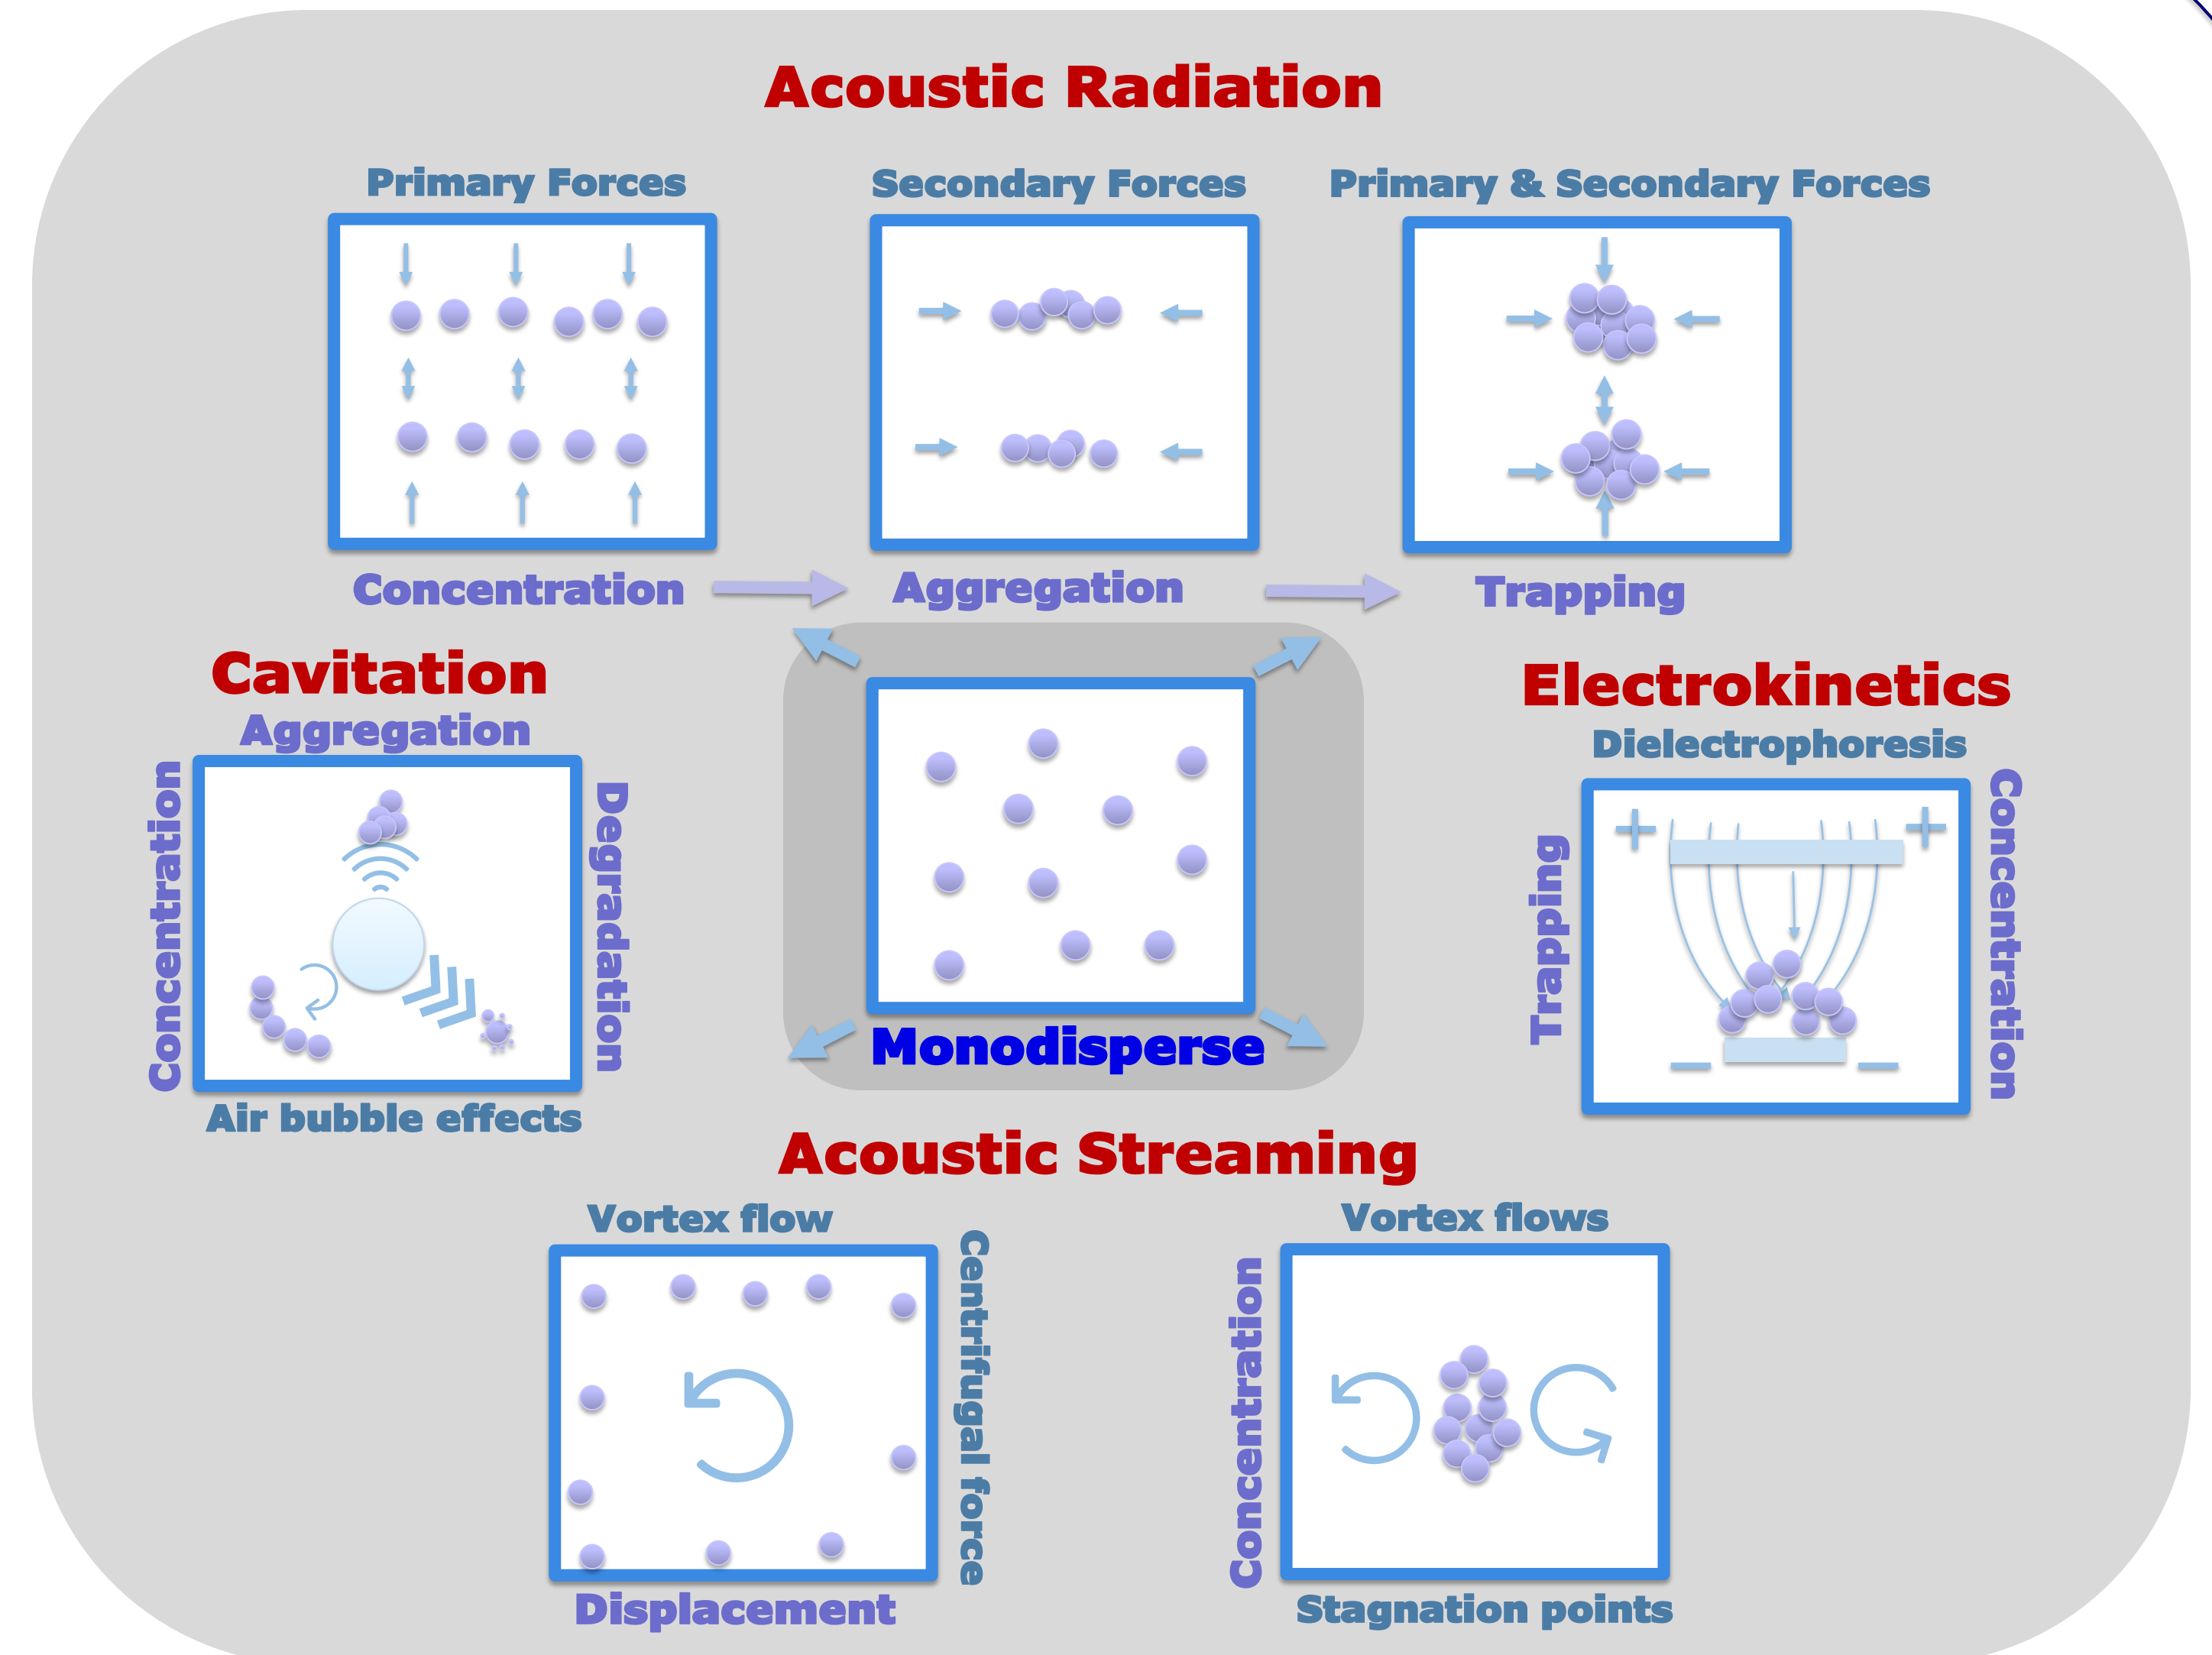 Acoustic Radiation
Primary Forces
Secondary Forces
Primary & Secondary Forces
Concentration
Aggregation
Trapping
Cavitation
Aggregation
Concentration
Degradation
Air bubble effects
Monodisperse
Electrokinetics
Dielectrophoresis
Trapping
Concentration
+ +
Acoustic Streaming
Vortex flow
Centrifugal force
Displacement
Vortex flows
Concentration
Stagnation points